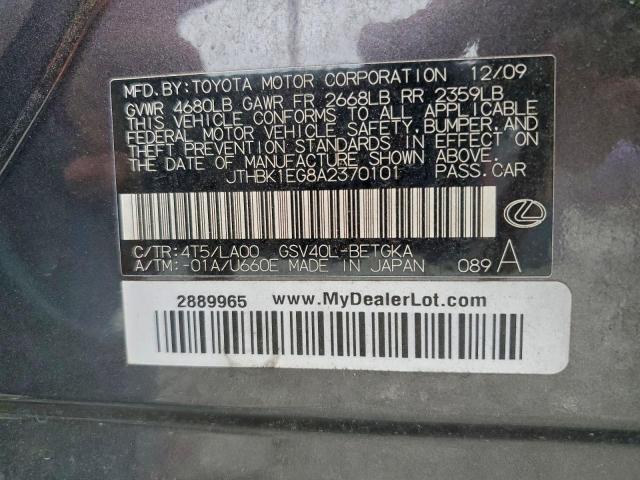 MFD. BY: TOYOTA MOTOR CORPORATION 12/09
GVWR 4680LB GAWR FR 2668LB RR 2359LB
THIS VEHICLE CONFORMS TO ALL APPLICABLE
FEDERAL MOTOR VEHICLE SAFETY, BUMPER, AND
THEFT PREVENTION STANDARDS IN EFFECT ON
THE DATE OF MANUFACTURE SHOWN ABOVE.
JTHBK1EG8A2370101 PASS.CAR
C/TR: 4T5/LA00 GSV40L-BETGKA
A/TM: -01A/U660E MADE IN JAPAN 089 A
2889965 www.MyDealerLot.com